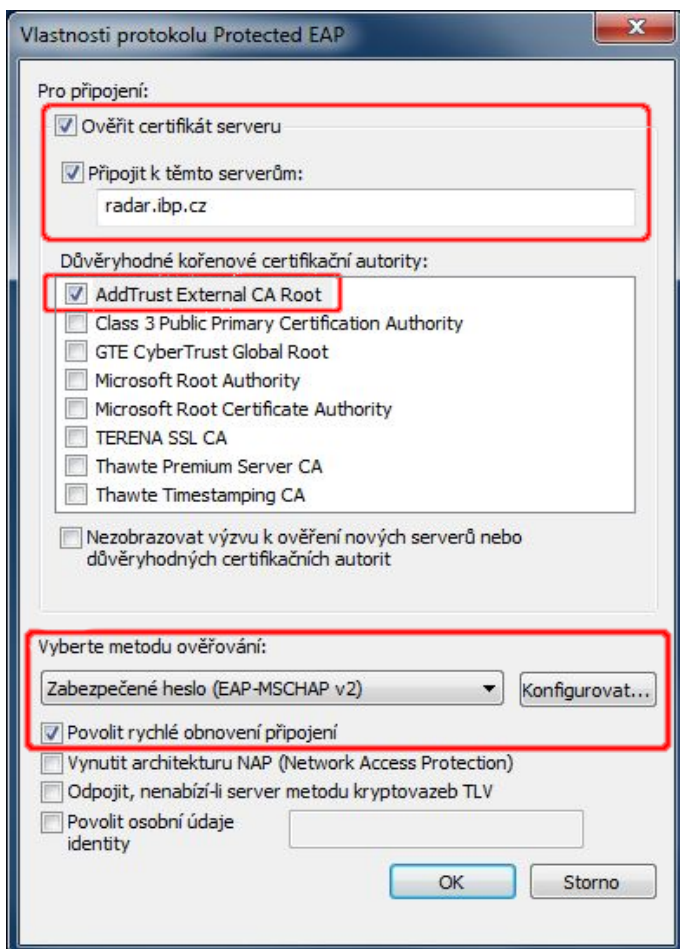 Vlastnosti protokolu Protected EAP
Pro připojení:
Ověřit certifikát serveru
Připojit k těmto serverům:
radar.ibp.cz
Důvěryhodné kořenové certifikační autority:
AddTrust External CA Root
Class 3 Public Primary Certification Authority
GTE CyberTrust Global Root
Microsoft Root Authority
Microsoft Root Certificate Authority
TERENA SSL CA
Thawte Premium Server CA
Thawte Timestamping CA
Nezobrazovat výzvu k ověření nových serverů nebo
důvěryhodných certifikačních autorit
Vyberte metodu ověřování:
Zabezpečené heslo (EAP-MSCHAP v2)
Konfigurovat...
Povolit rychlé obnovení připojení
Vynutit architekturu NAP (Network Access Protection)
Odpojit, nenabízí-li server metodu kryptovazeb TLV
Povolit osobní údaje
identity
OK
Storno